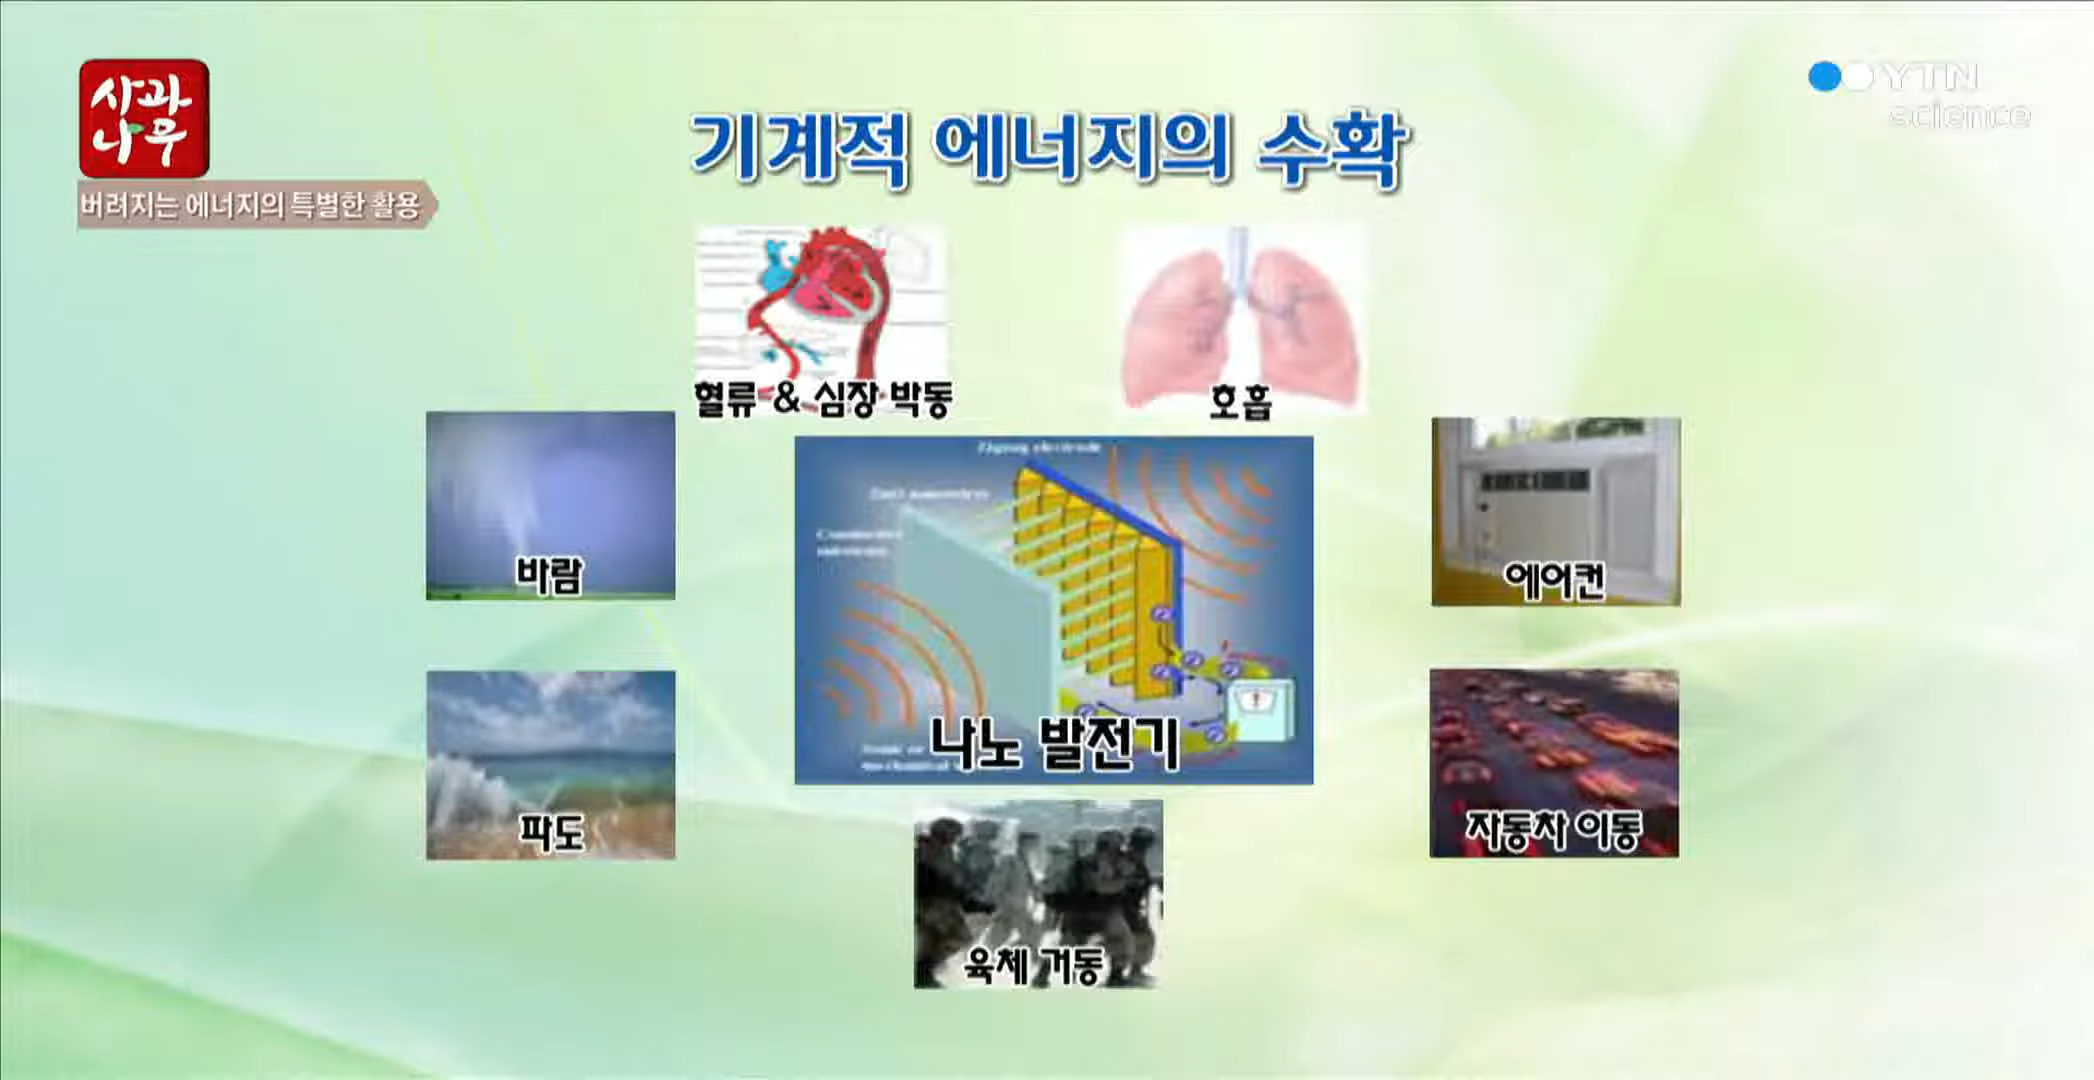 사과
나무
YTN
science
버려지는 에너지의 특별한 활용
기계적 에너지의 수확
혈류 & 심장 박동
호흡
바람
에어컨
Zigzag electrode
나노 발전기
파도
자동차 이동
육체 거동